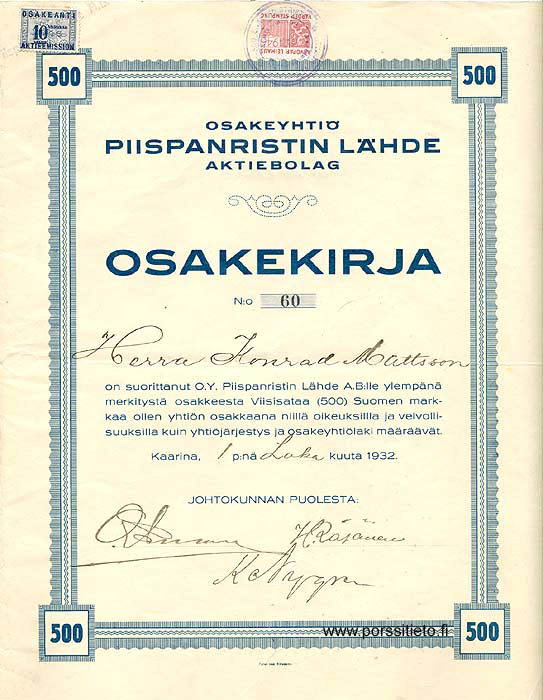 OSAKEANTI
10
AKTIEEMISSION
500
500
OSAKEYHTIÖ
PIISPANRISTIN LÄHDE
AKTIEBOLAG
OSAKEKIRJA
N:o 60
Herra Konrad Mattsson
on suorittanut O.Y. Piispanristin Lähde A.B:lle ylempänä
merkitystä osakkeesta Viisisataa (500) Suomen mark-
kaa ollen yhtiön osakkaana niillä oikeuksilla ja velvolli-
suuksilla kuin yhtiöjärjestys ja osakeyhtiölaki määräävät.
Kaarina, 1 p:nä Loka kuuta 1932.
JOHTOKUNNAN PUOLESTA:
H. Räsänen
K. Nygren
500
500
www.porssitieto.fi